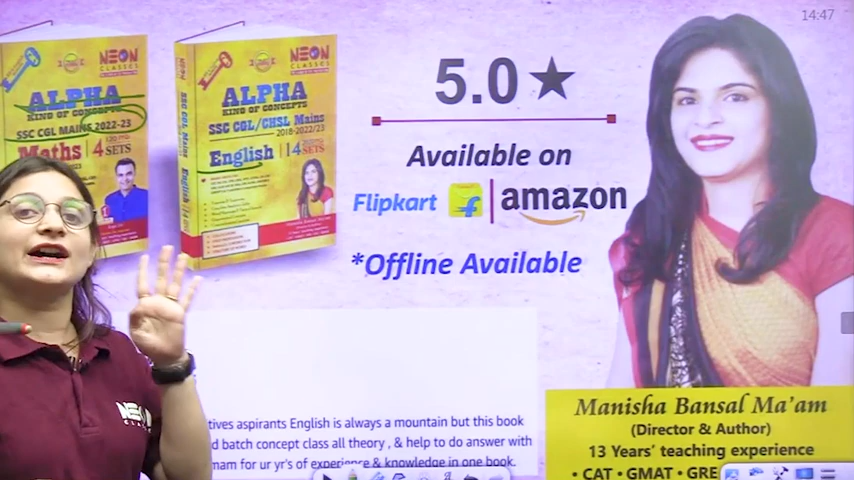 14:47
NEON
CLASSES
ALPHA
KING OF CONCEPTS
SSC CGL MAINS 2022-23
Maths 4 SETS
NEON
CLASSES
ALPHA
KING OF CONCEPTS
SSC CGL/CHSL Mains
2018-2022/23
English 14 SETS
SSC CGL Mains English
5.0 ★
Available on
Flipkart amazon
*Offline Available
NEON
tives aspirants English is always a mountain but this book
d batch concept class all theory , & help to do answer with
mam for ur yr's of experience & knowledge in one book.
Manisha Bansal Ma'am
(Director & Author)
13 Years' teaching experience
• CAT • GMAT • GRE